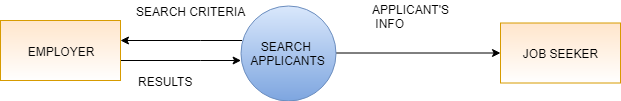 SEARCH CRITERIA
APPLICANT'S
INFO
EMPLOYER
SEARCH
APPLICANTS
JOB SEEKER
RESULTS